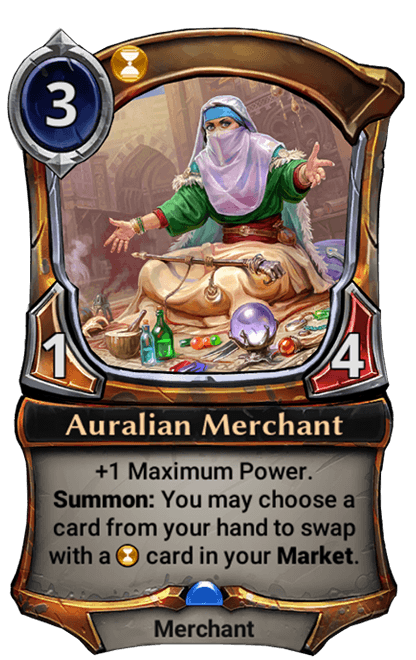 3
1
4
Auralian Merchant
+1 Maximum Power.
Summon: You may choose a
card from your hand to swap
with a card in your Market.
Merchant